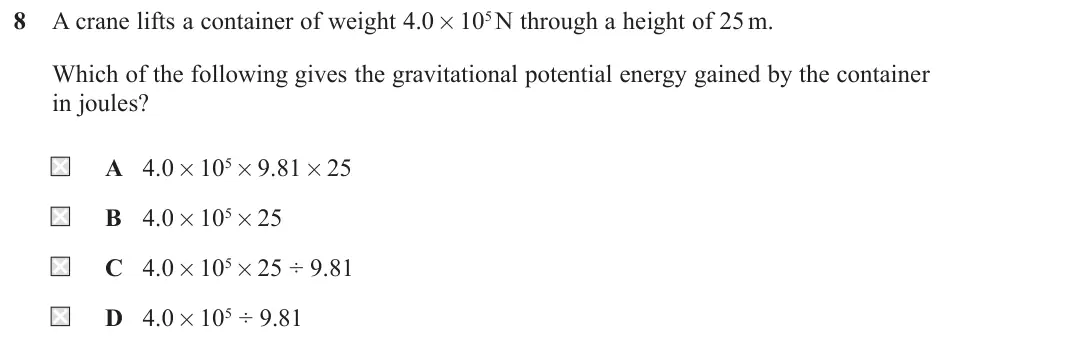 8 A crane lifts a container of weight 4.0 × 10⁵ N through a height of 25 m.
Which of the following gives the gravitational potential energy gained by the container
in joules?
A 4.0 × 10⁵ × 9.81 × 25
B 4.0 × 10⁵ × 25
C 4.0 × 10⁵ × 25 ÷ 9.81
D 4.0 × 10⁵ ÷ 9.81